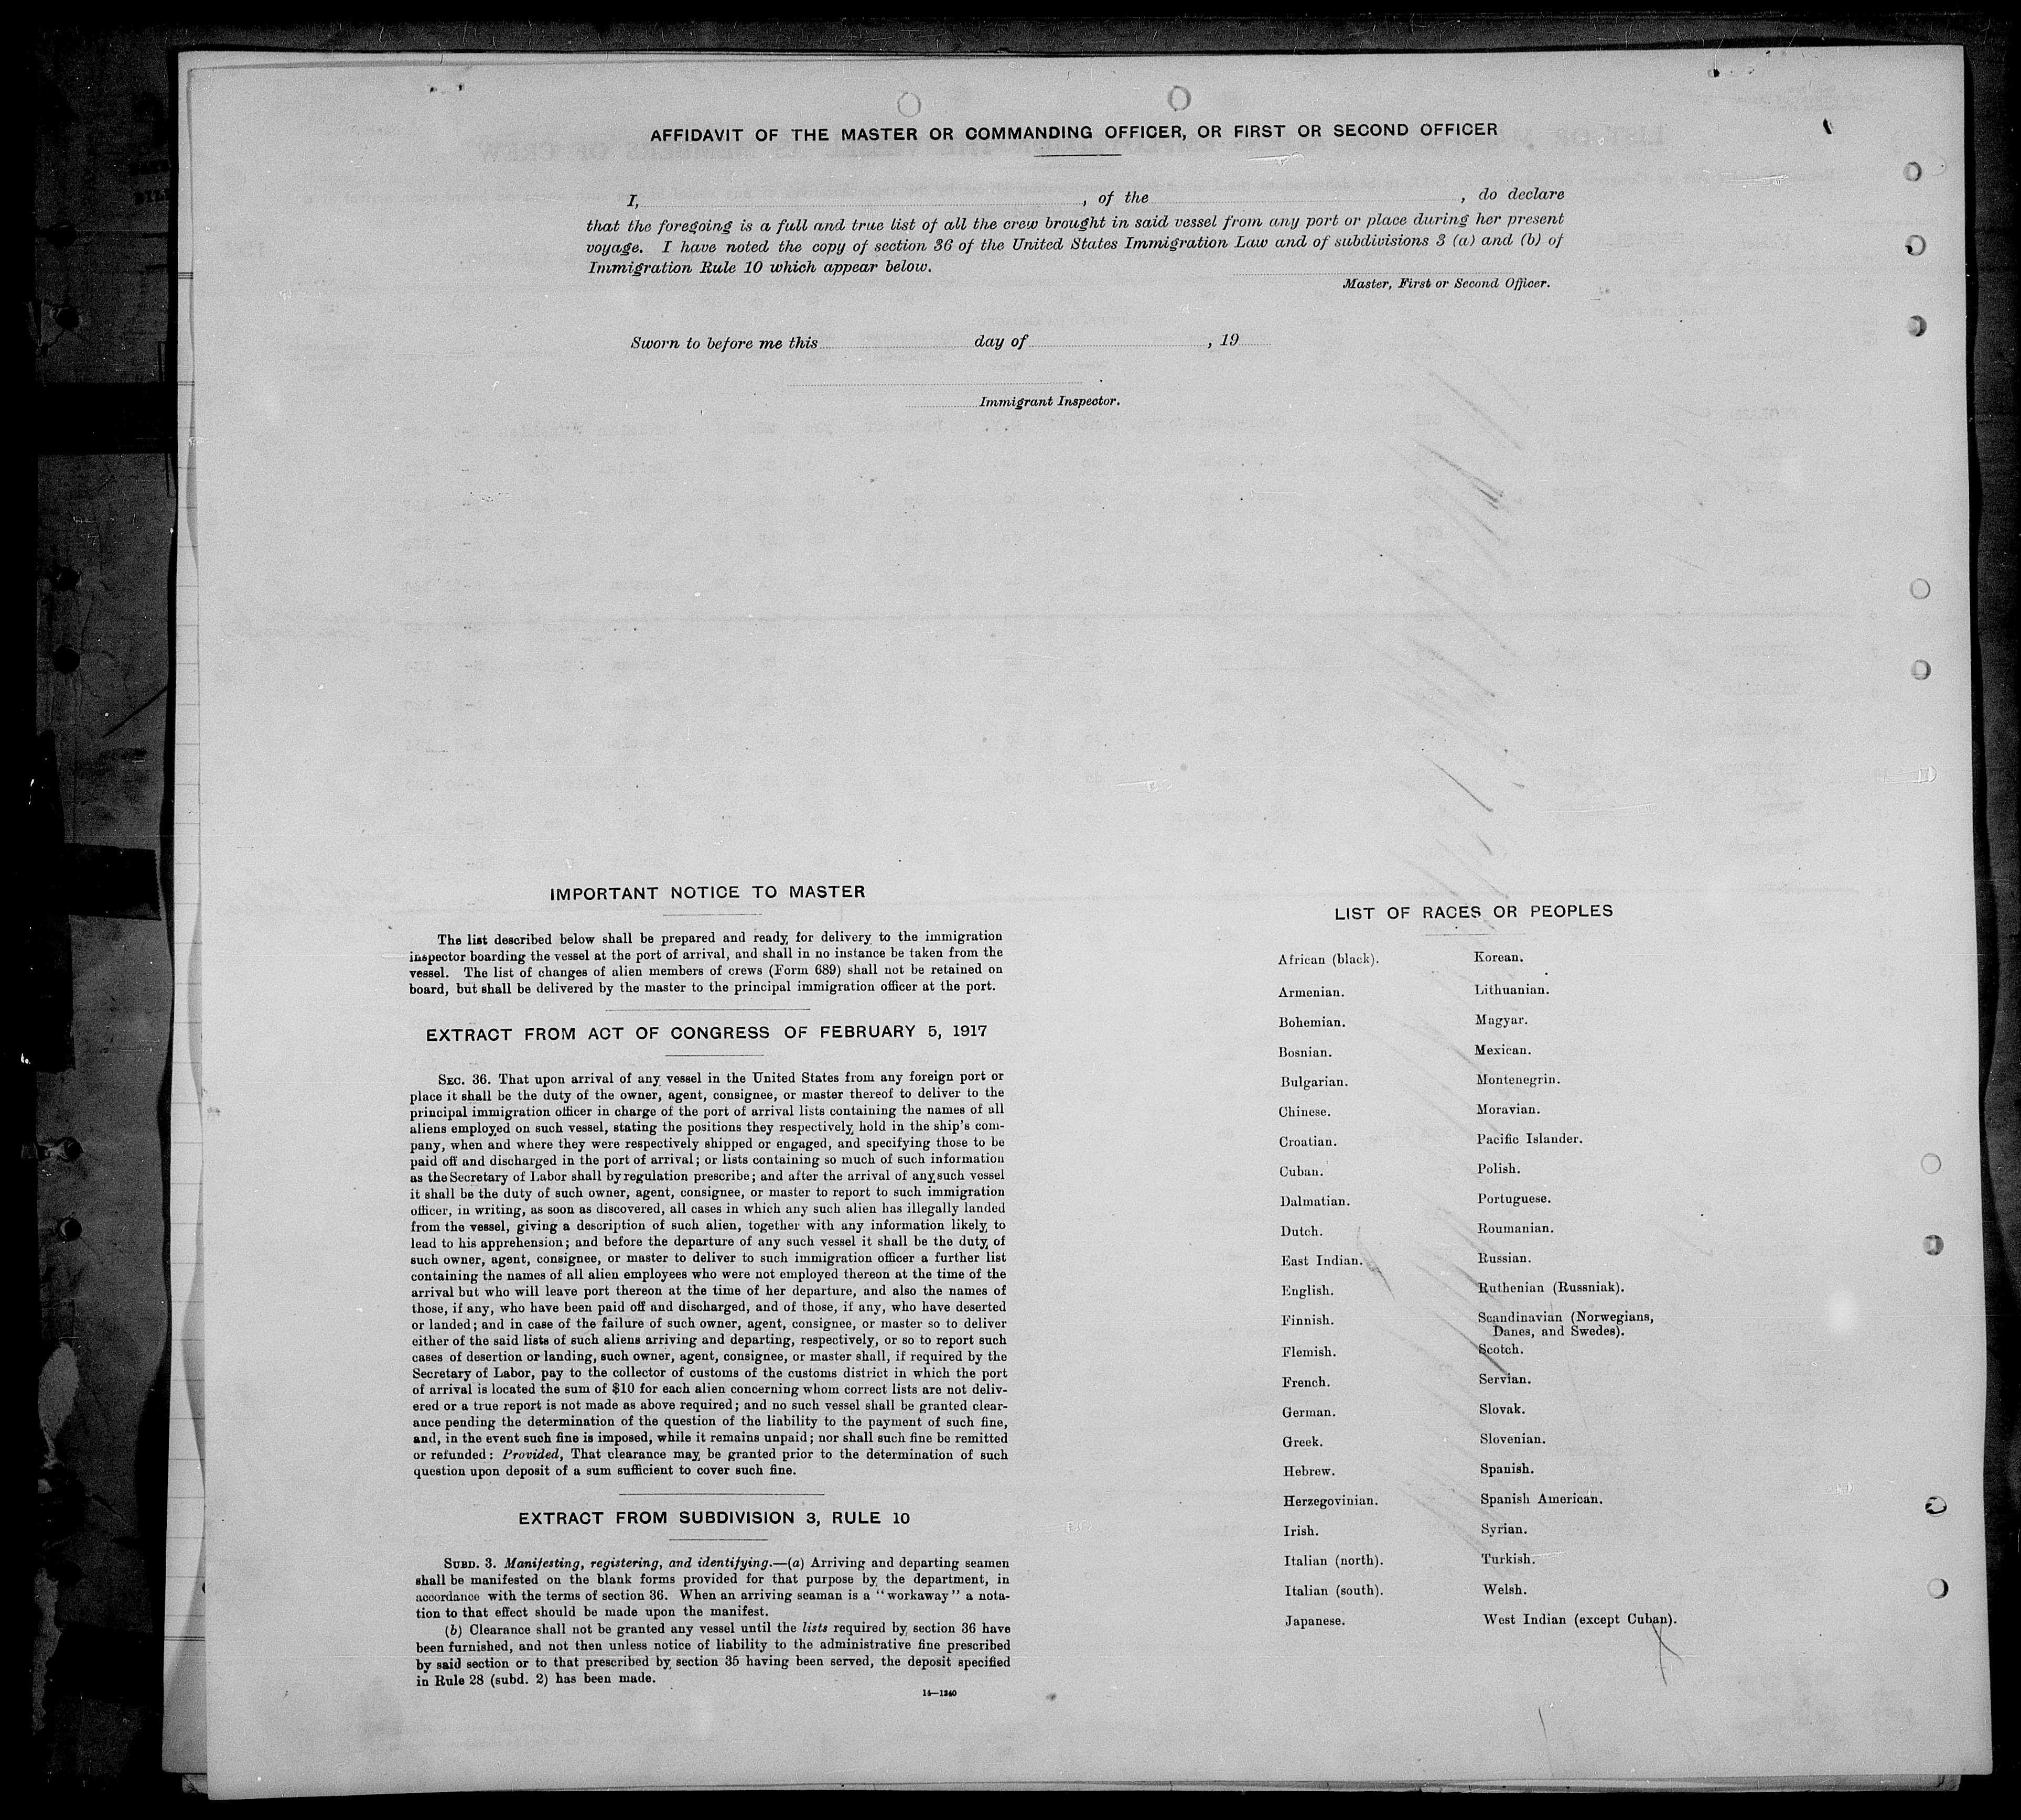 AFFIDAVIT OF THE MASTER OR COMMANDING OFFICER, OR FIRST OR SECOND OFFICER
I, , of the , do declare
that the foregoing is a full and true list of all the crew brought in said vessel from any port or place during her present
voyage. I have noted the copy of section 36 of the United States Immigration Law and of subdivisions 3 (a) and (b) of
Immigration Rule 10 which appear below.
Master, First or Second Officer.
Sworn to before me this day of , 19
Immigrant Inspector.
IMPORTANT NOTICE TO MASTER
The list described below shall be prepared and ready for delivery to the immigration
inspector boarding the vessel at the port of arrival, and shall in no instance be taken from the
vessel. The list of changes of alien members of crews (Form 689) shall not be retained on
board, but shall be delivered by the master to the principal immigration officer at the port.
EXTRACT FROM ACT OF CONGRESS OF FEBRUARY 5, 1917
SEC. 36. That upon arrival of any vessel in the United States from any foreign port or
place it shall be the duty of the owner, agent, consignee, or master thereof to deliver to the
principal immigration officer in charge of the port of arrival lists containing the names of all
aliens employed on such vessel, stating the positions they respectively hold in the ship's com-
pany, when and where they were respectively shipped or engaged, and specifying those to be
paid off and discharged in the port of arrival; or lists containing so much of such information
as the Secretary of Labor shall by regulation prescribe; and after the arrival of any such vessel
it shall be the duty of such owner, agent, consignee, or master to report to such immigration
officer, in writing, as soon as discovered, all cases in which any such alien has illegally landed
from the vessel, giving a description of such alien, together with any information likely to
lead to his apprehension; and before the departure of any such vessel it shall be the duty of
such owner, agent, consignee, or master to deliver to such immigration officer a further list
containing the names of all alien employees who were not employed thereon at the time of the
arrival but who will leave port thereon at the time of her departure, and also the names of
those, if any, who have been paid off and discharged, and of those, if any, who have deserted
or landed; and in case of the failure of such owner, agent, consignee, or master so to deliver
either of the said lists of such aliens arriving and departing, respectively, or so to report such
cases of desertion or landing, such owner, agent, consignee, or master shall, if required by the
Secretary of Labor, pay to the collector of customs of the customs district in which the port
of arrival is located the sum of $10 for each alien concerning whom correct lists are not deliv-
ered or a true report is not made as above required; and no such vessel shall be granted clear-
ance pending the determination of the question of the liability to the payment of such fine,
and, in the event such fine is imposed, while it remains unpaid; nor shall such fine be remitted
or refunded: Provided, That clearance may be granted prior to the determination of such
question upon deposit of a sum sufficient to cover such fine.
EXTRACT FROM SUBDIVISION 3, RULE 10
SUBD. 3. Manifesting, registering, and identifying.—(a) Arriving and departing seamen
shall be manifested on the blank forms provided for that purpose by the department, in
accordance with the terms of section 36. When an arriving seaman is a "workaway" a nota-
tion to that effect should be made upon the manifest.
(b) Clearance shall not be granted any vessel until the lists required by section 36 have
been furnished, and not then unless notice of liability to the administrative fine prescribed
by said section or to that prescribed by section 35 having been served, the deposit specified
in Rule 28 (subd. 2) has been made.
14—1240
LIST OF RACES OR PEOPLES
African (black).
Armenian.
Bohemian.
Bosnian.
Bulgarian.
Chinese.
Croatian.
Cuban.
Dalmatian.
Dutch.
East Indian.
English.
Finnish.
Flemish.
French.
German.
Greek.
Hebrew.
Herzegovinian.
Irish.
Italian (north).
Italian (south).
Japanese.
Korean.
Lithuanian.
Magyar.
Mexican.
Montenegrin.
Moravian.
Pacific Islander.
Polish.
Portuguese.
Roumanian.
Russian.
Ruthenian (Russniak).
Scandinavian (Norwegians,
Danes, and Swedes).
Scotch.
Servian.
Slovak.
Slovenian.
Spanish.
Spanish American.
Syrian.
Turkish.
Welsh.
West Indian (except Cuban).